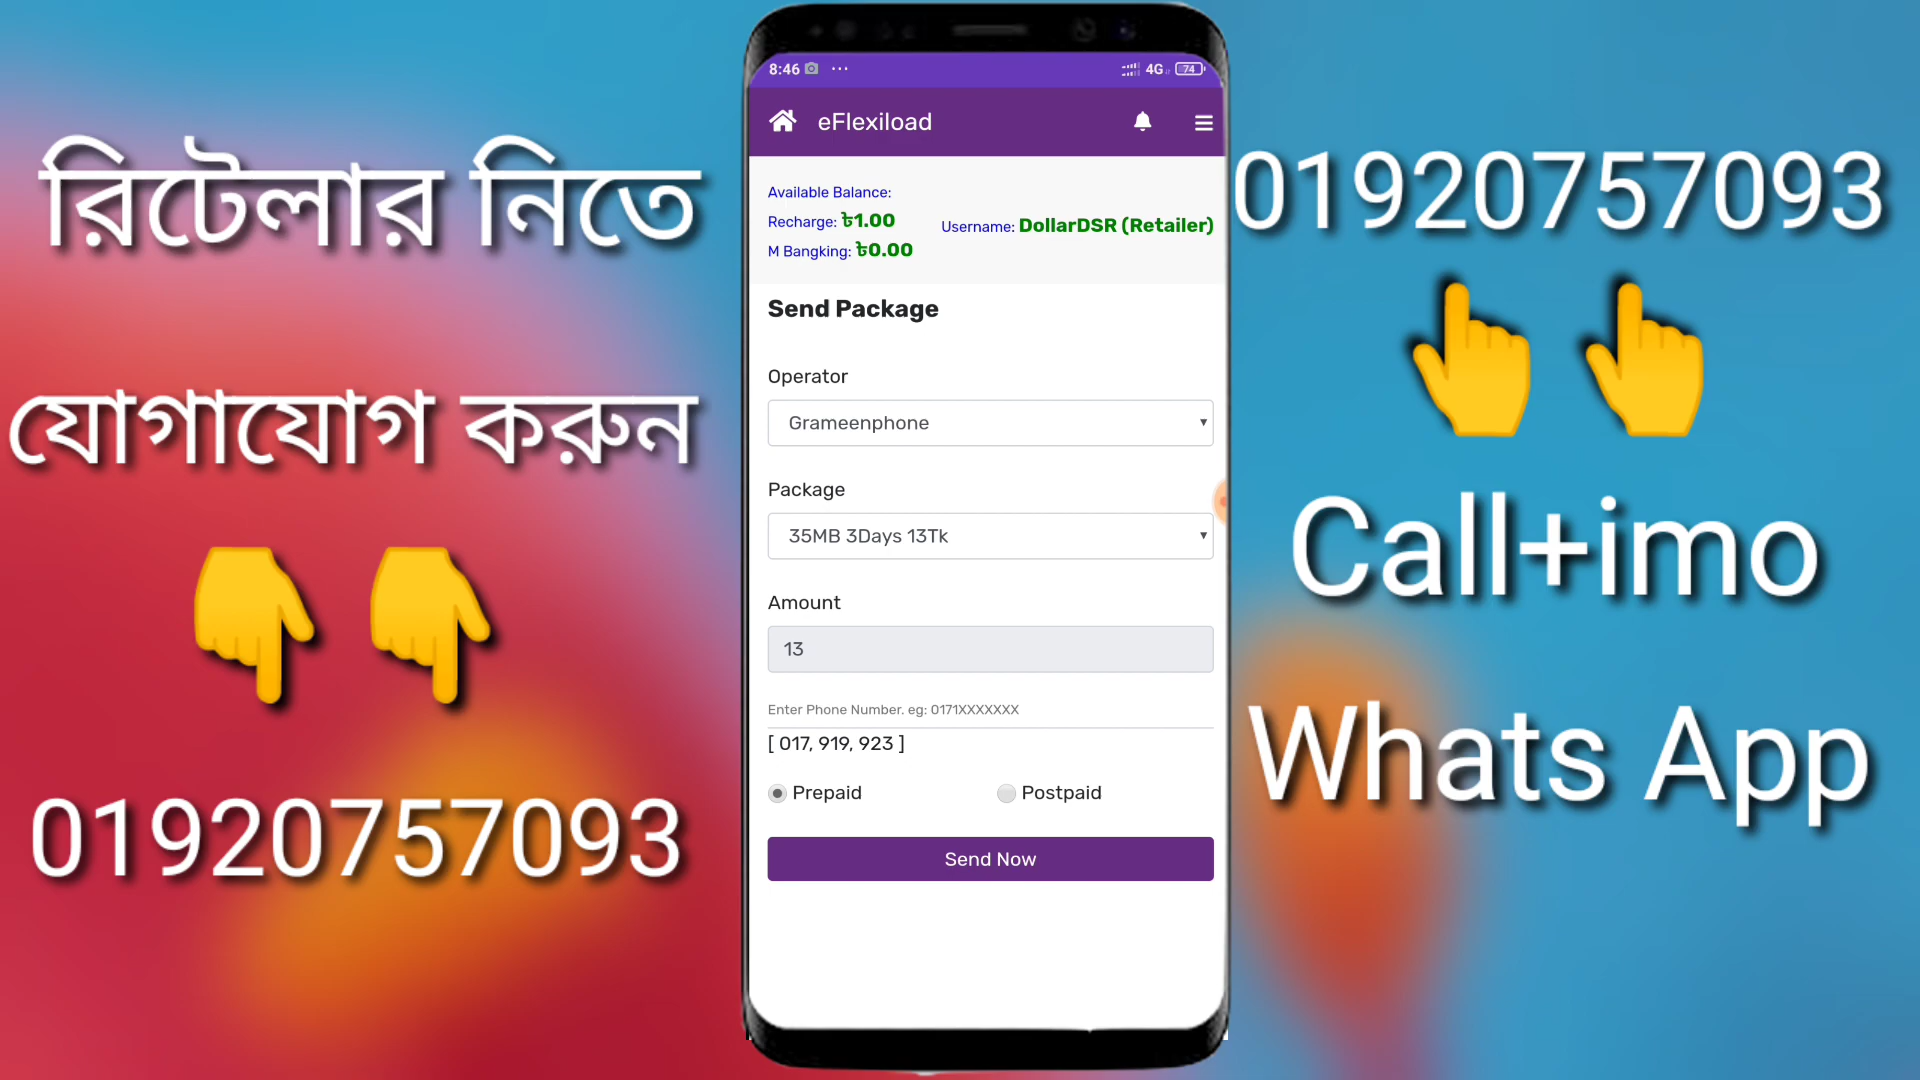 রিটেলার নিতে
যোগাযোগ করুন
01920757093
8:46
4G
74
eFlexiload
Available Balance:
Recharge: ৳1.00
M Bangking: ৳0.00
Username: DollarDSR (Retailer)
Send Package
Operator
Grameenphone
Package
35MB 3Days 13Tk
Amount
13
Enter Phone Number. eg: 0171XXXXXXX
[ 017, 919, 923 ]
Prepaid
Postpaid
Send Now
01920757093
Call+imo
Whats App